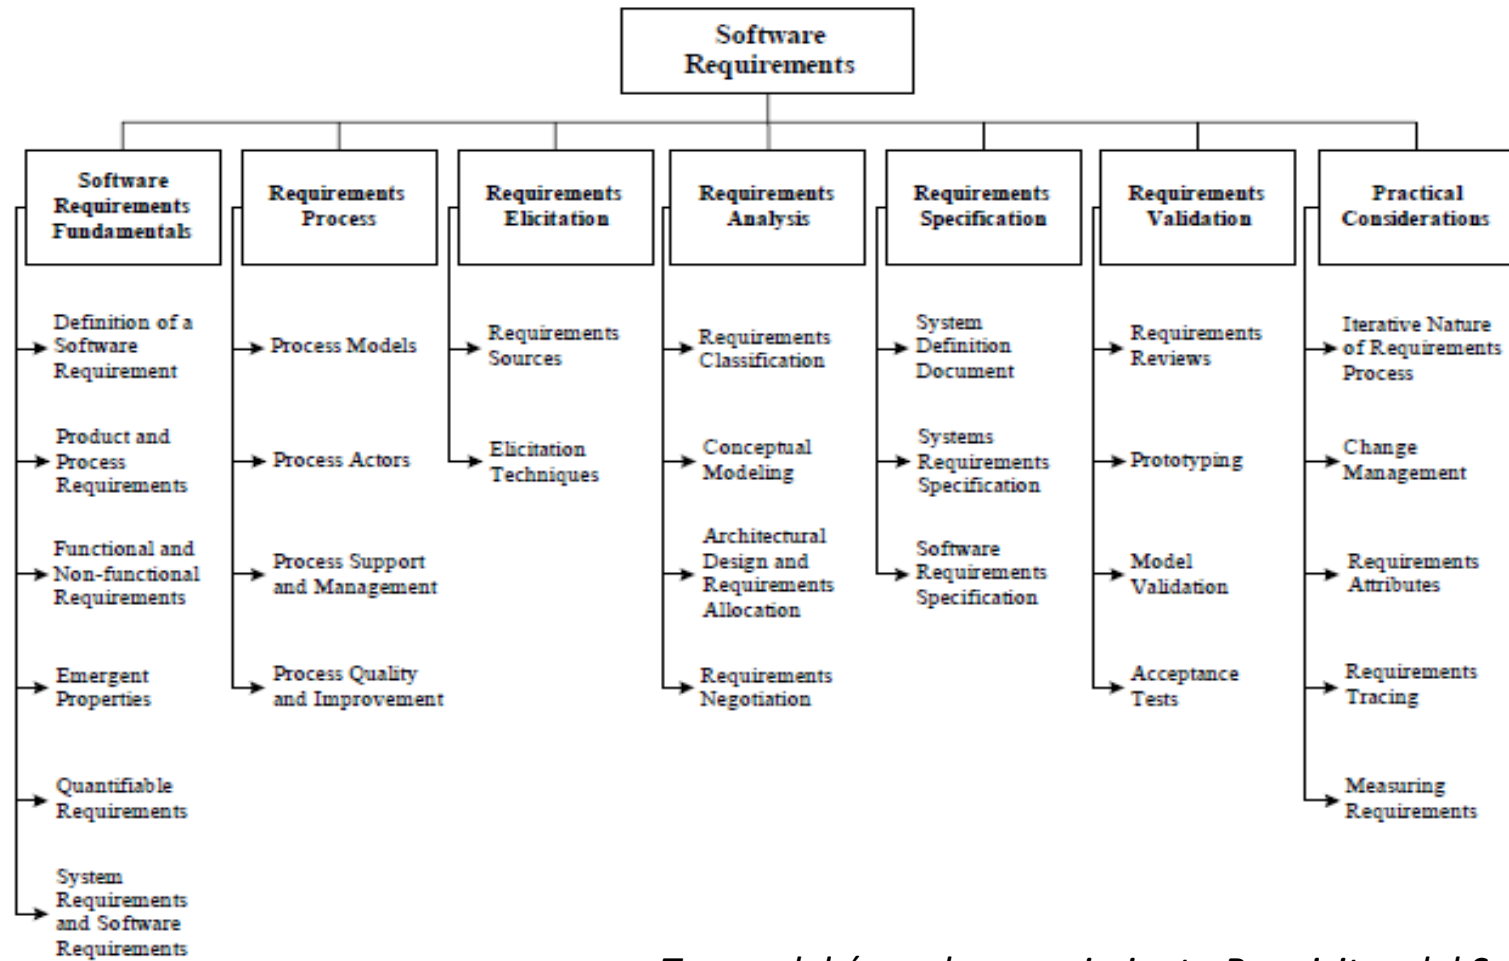 Software
Requirements
Software
Requirements
Fundamentals
Definition of a
Software
Requirement
Product and
Process
Requirements
Functional and
Non-functional
Requirements
Emergent
Properties
Quantifiable
Requirements
System
Requirements
and Software
Requirements
Requirements
Process
Process Models
Process Actors
Process Support
and Management
Process Quality
and Improvement
Requirements
Elicitation
Requirements
Sources
Elicitation
Techniques
Requirements
Analysis
Requirements
Classification
Conceptual
Modeling
Architectural
Design and
Requirements
Allocation
Requirements
Negotiation
Requirements
Specification
System
Definition
Document
Systems
Requirements
Specification
Software
Requirements
Specification
Requirements
Validation
Requirements
Reviews
Prototyping
Model
Validation
Acceptance
Tests
Practical
Considerations
Iterative Nature
of Requirements
Process
Change
Management
Requirements
Attributes
Requirements
Tracing
Measuring
Requirements